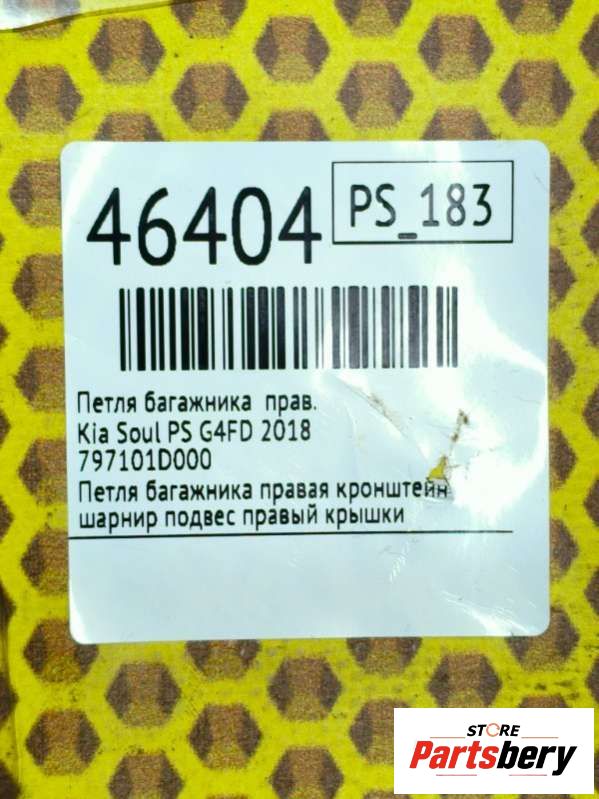 46404
PS_183
Петля багажника прав.
Kia Soul PS G4FD 2018
797101D000
Петля багажника правая кронштейн
шарнир подвес правый крышки
STORE
Partsbery